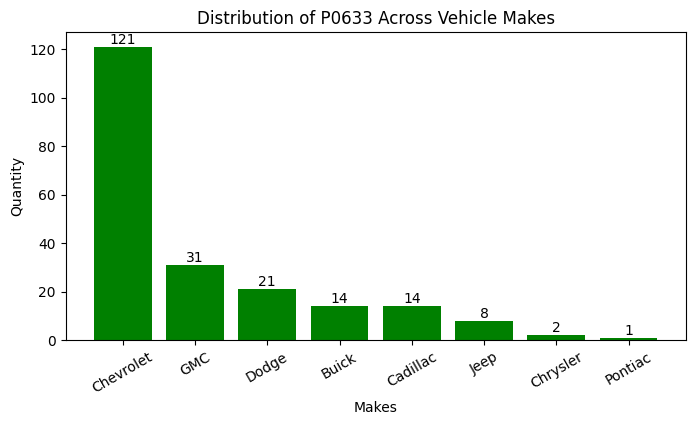 Distribution of P0633 Across Vehicle Makes
Quantity
120
100
80
60
40
20
0
121
31
21
14
14
8
2
1
Chevrolet
GMC
Dodge
Buick
Cadillac
Jeep
Chrysler
Pontiac
Makes